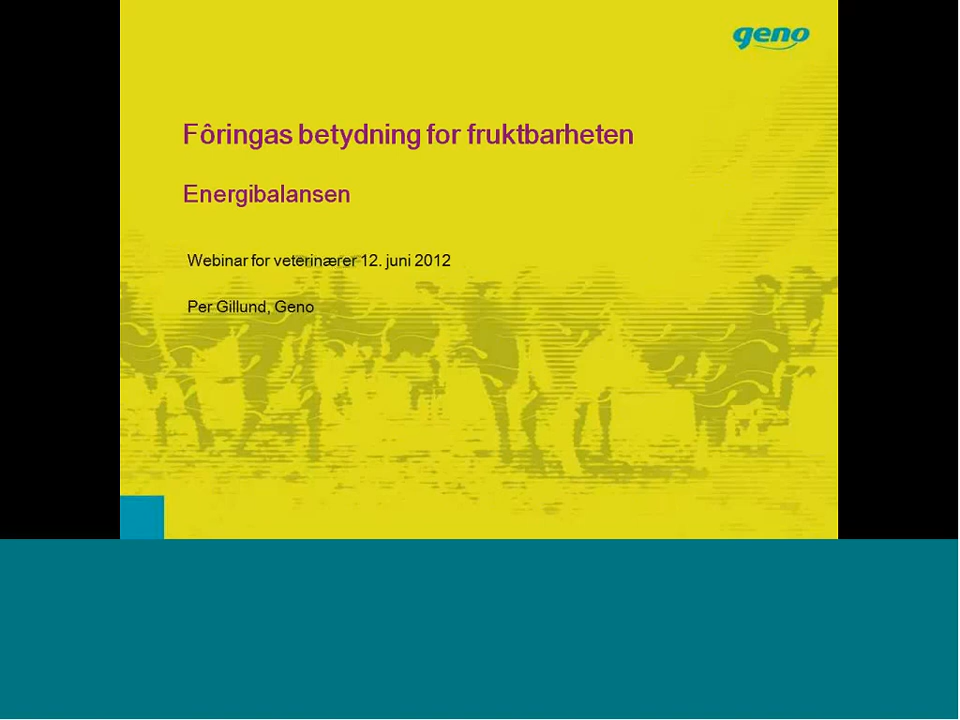 geno
Fôringas betydning for fruktbarheten
Energibalansen
Webinar for veterinærer 12. juni 2012
Per Gillund, Geno